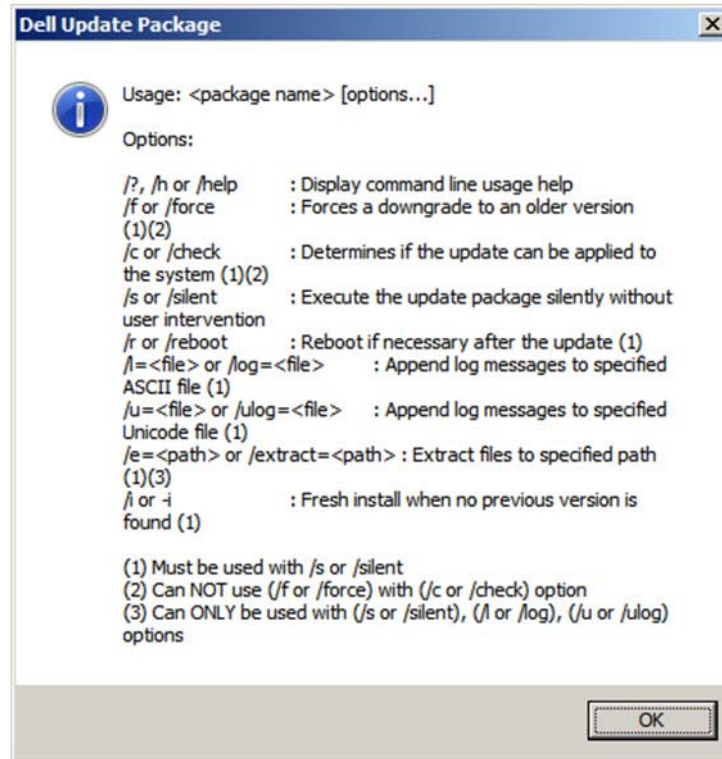 Dell Update Package
Usage: <package name> [options...]
Options:
/?, /h or /help : Display command line usage help
/f or /force : Forces a downgrade to an older version
(1)(2)
/c or /check : Determines if the update can be applied to
the system (1)(2)
/s or /silent : Execute the update package silently without
user intervention
/r or /reboot : Reboot if necessary after the update (1)
/l=<file> or /log=<file> : Append log messages to specified
ASCII file (1)
/u=<file> or /ulog=<file> : Append log messages to specified
Unicode file (1)
/e=<path> or /extract=<path> : Extract files to specified path
(1)(3)
/i or -i : Fresh install when no previous version is
found (1)
(1) Must be used with /s or /silent
(2) Can NOT use (/f or /force) with (/c or /check) option
(3) Can ONLY be used with (/s or /silent), (/l or /log), (/u or /ulog)
options
OK